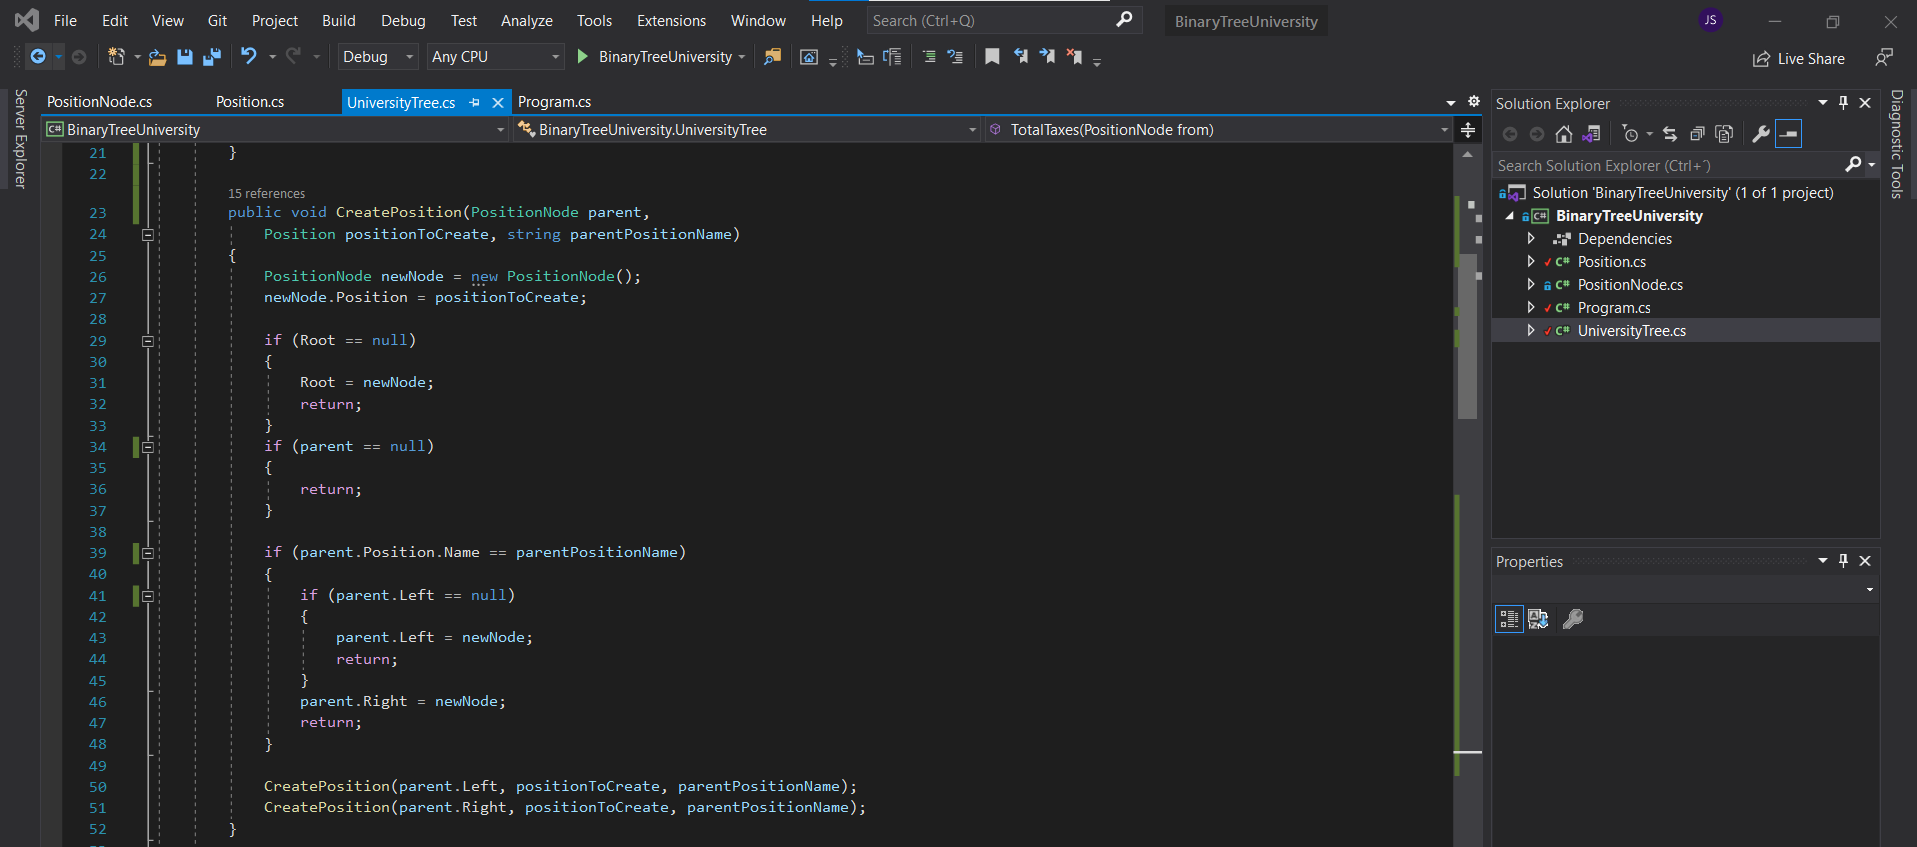 File Edit View Git Project Build Debug Test Analyze Tools Extensions Window Help Search (Ctrl+Q) BinaryTreeUniversity JS
Debug Any CPU BinaryTreeUniversity Live Share
Server Explorer
PositionNode.cs Position.cs UniversityTree.cs Program.cs
C# BinaryTreeUniversity BinaryTreeUniversity.UniversityTree TotalTaxes(PositionNode from)
21 }
22
15 references
23 public void CreatePosition(PositionNode parent,
24 Position positionToCreate, string parentPositionName)
25 {
26 PositionNode newNode = new PositionNode();
27 newNode.Position = positionToCreate;
28
29 if (Root == null)
30 {
31 Root = newNode;
32 return;
33 }
34 if (parent == null)
35 {
36 return;
37 }
38
39 if (parent.Position.Name == parentPositionName)
40 {
41 if (parent.Left == null)
42 {
43 parent.Left = newNode;
44 return;
45 }
46 parent.Right = newNode;
47 return;
48 }
49
50 CreatePosition(parent.Left, positionToCreate, parentPositionName);
51 CreatePosition(parent.Right, positionToCreate, parentPositionName);
52 }
Solution Explorer
Search Solution Explorer (Ctrl+´)
Solution 'BinaryTreeUniversity' (1 of 1 project)
C# BinaryTreeUniversity
Dependencies
C# Position.cs
C# PositionNode.cs
C# Program.cs
C# UniversityTree.cs
Properties
Diagnostic Tools